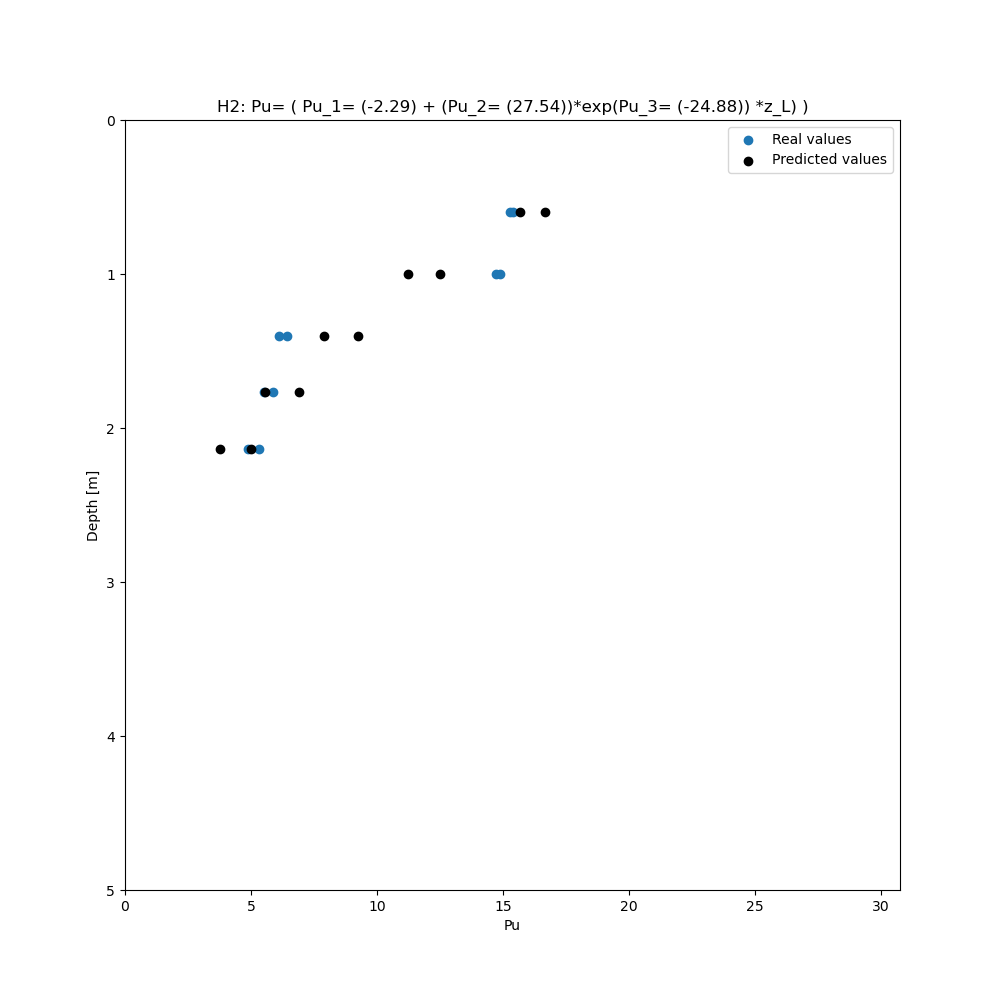 H2: Pu= ( Pu_1= (-2.29) + (Pu_2= (27.54))*exp(Pu_3= (-24.88)) *z_L) )
Real values
Predicted values
0
1
2
3
4
5
Depth [m]
0
5
10
15
20
25
30
Pu